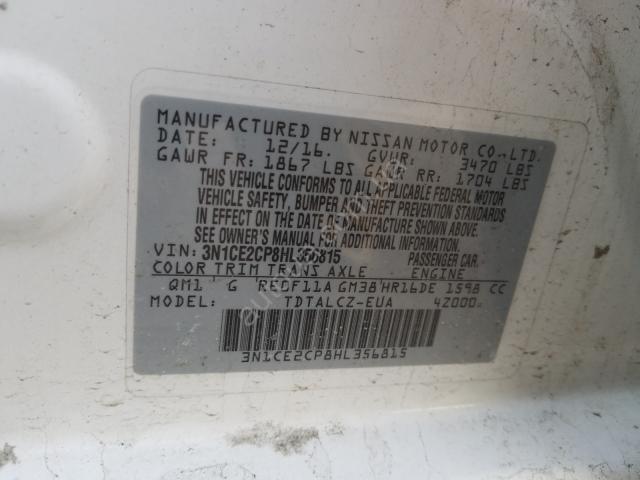 MANUFACTURED BY NISSAN MOTOR CO.,LTD.
DATE: 12/16. GVWR: 3470 LBS
GAWR FR: 1867 LBS GAWR RR: 1704 LBS
THIS VEHICLE CONFORMS TO ALL APPLICABLE FEDERAL MOTOR
VEHICLE SAFETY, BUMPER AND THEFT PREVENTION STANDARDS
IN EFFECT ON THE DATE OF MANUFACTURE SHOWN ABOVE.
SEE OWNER'S MANUAL FOR ADDITIONAL INFORMATION.
VIN: 3N1CE2CP8HL356815 PASSENGER CAR
COLOR TRIM TRANS AXLE ENGINE
QM1 G RE0F11A GM38 HR16DE 1598 CC
MODEL: TDTALCZ-EUA 4Z000
3N1CE2CP8HL356815